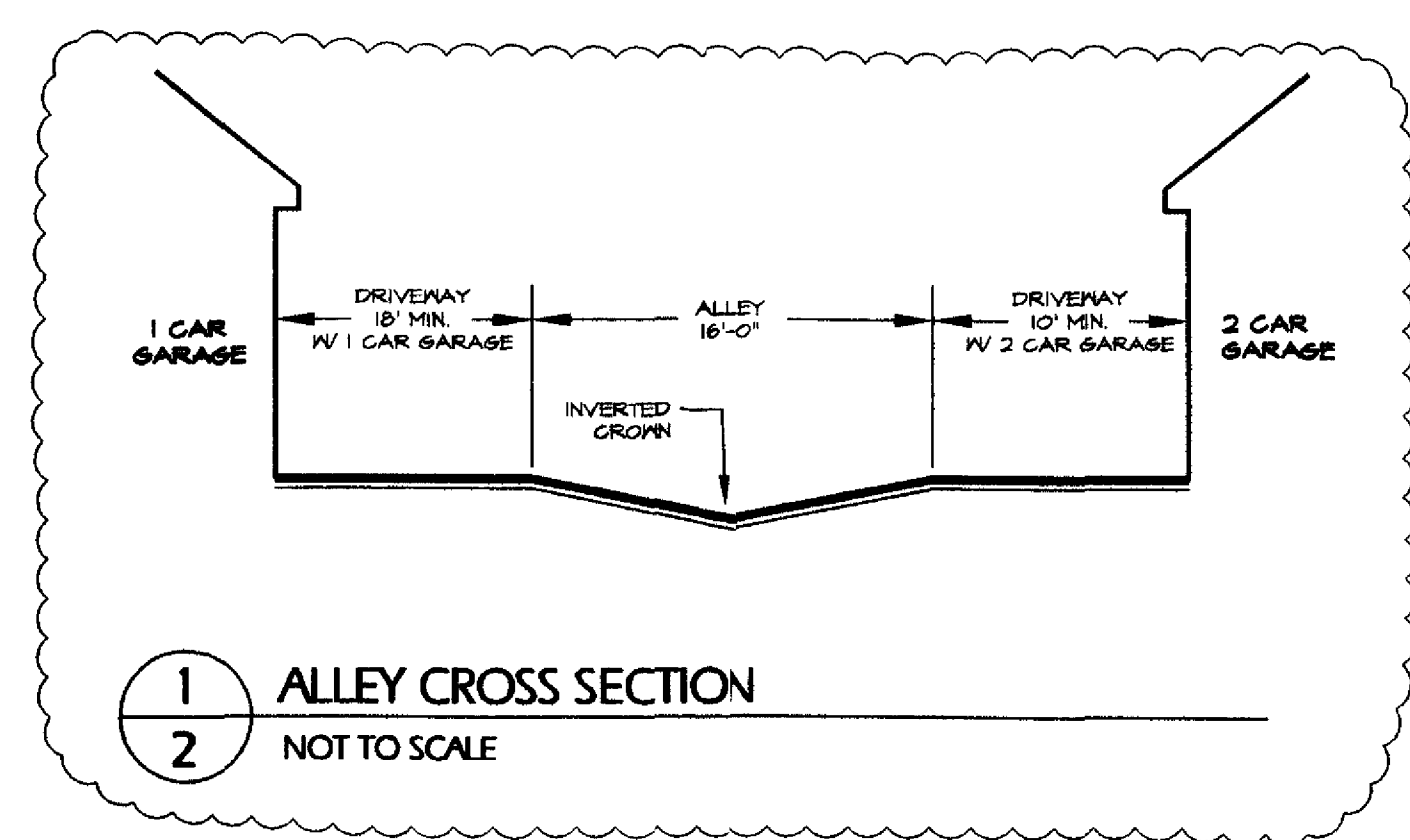 1 CAR
GARAGE
DRIVEWAY
18' MIN.
W/ 1 CAR GARAGE
ALLEY
16'-0"
DRIVEWAY
10' MIN.
W/ 2 CAR GARAGE
2 CAR
GARAGE
INVERTED
CROWN
1
ALLEY CROSS SECTION
2
NOT TO SCALE